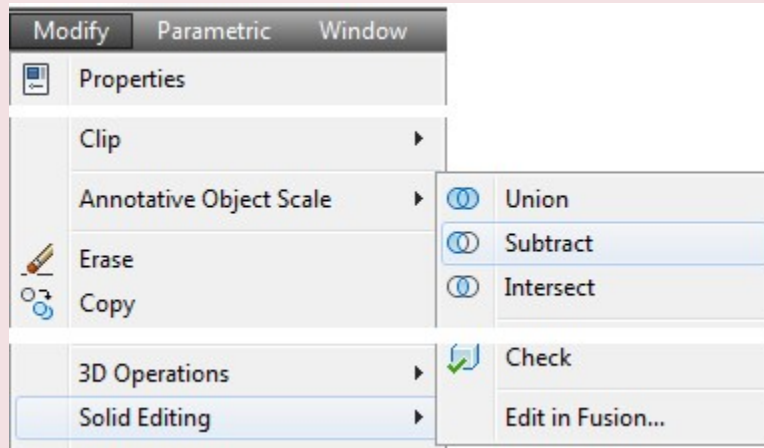 Modify Parametric Window
Properties
Clip
Annotative Object Scale
Erase
Copy
3D Operations
Solid Editing
Union
Subtract
Intersect
Check
Edit in Fusion...